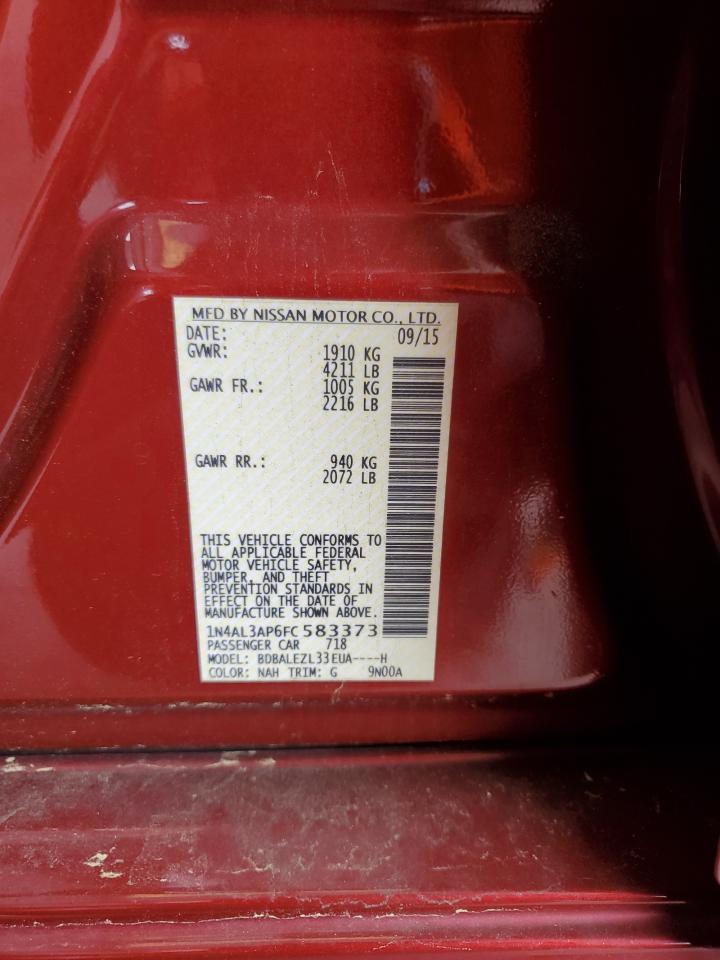 MFD BY NISSAN MOTOR CO., LTD.
DATE: 09/15
GVWR: 1910 KG
4211 LB
GAWR FR.: 1005 KG
2216 LB
GAWR RR.: 940 KG
2072 LB
THIS VEHICLE CONFORMS TO
ALL APPLICABLE FEDERAL
MOTOR VEHICLE SAFETY,
BUMPER, AND THEFT
PREVENTION STANDARDS IN
EFFECT ON THE DATE OF
MANUFACTURE SHOWN ABOVE.
1N4AL3AP6FC583373
PASSENGER CAR 718
MODEL: BDBALEZL33EUA----H
COLOR: NAH TRIM: G 9N00A